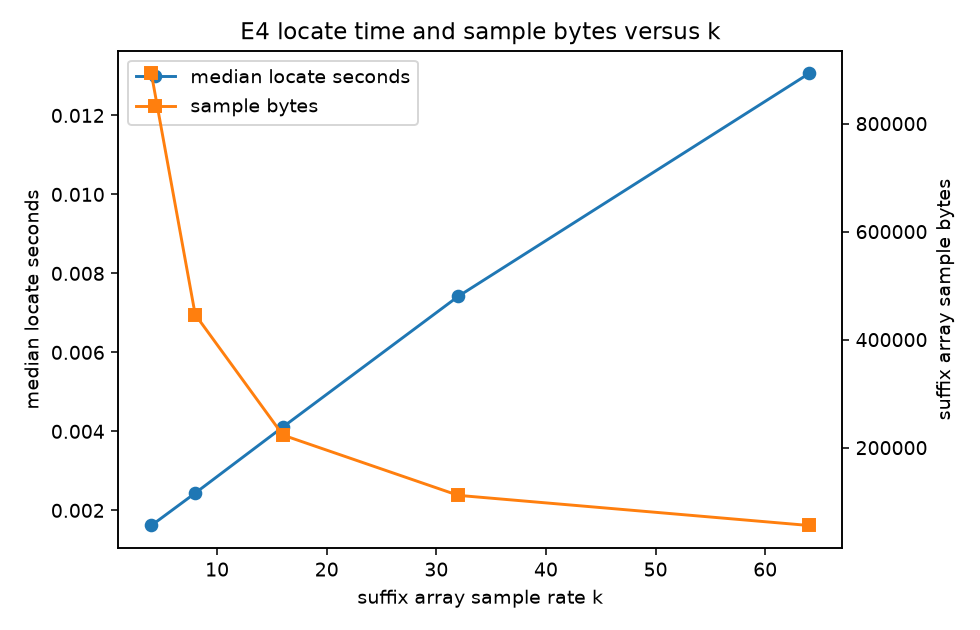 E4 locate time and sample bytes versus k
median locate seconds
sample bytes
0.012
0.010
0.008
0.006
0.004
0.002
median locate seconds
800000
600000
400000
200000
suffix array sample bytes
10 20 30 40 50 60
suffix array sample rate k